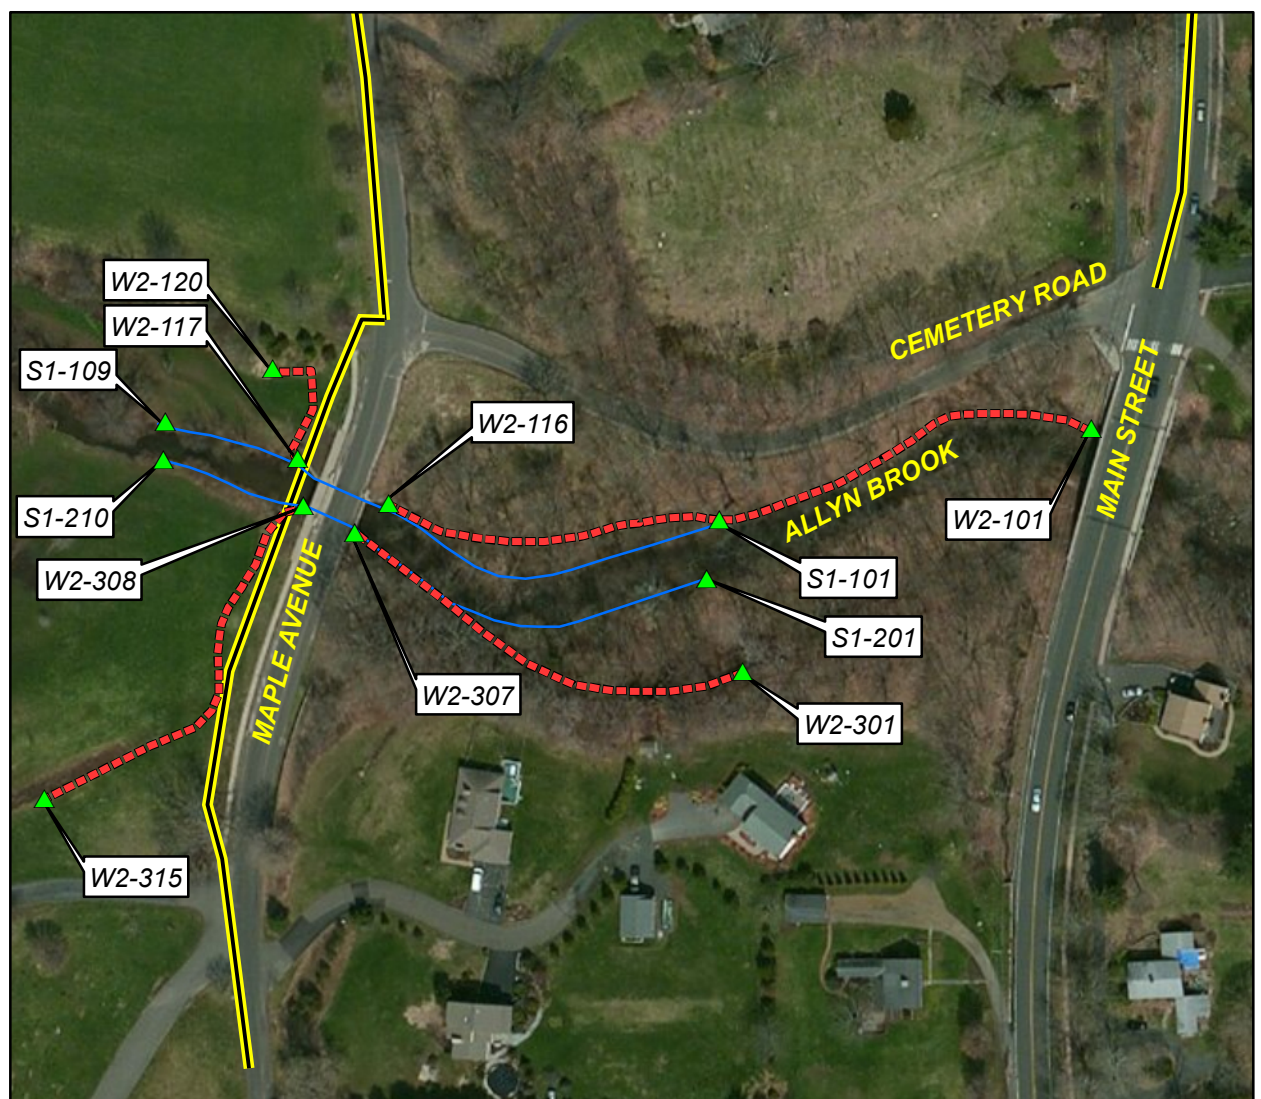 W2-120
CEMETERY ROAD
W2-117
S1-109
MAIN STREET
W2-116
ALLYN BROOK
S1-210
W2-101
W2-308
S1-101
MAPLE AVENUE
S1-201
W2-307
W2-301
W2-315